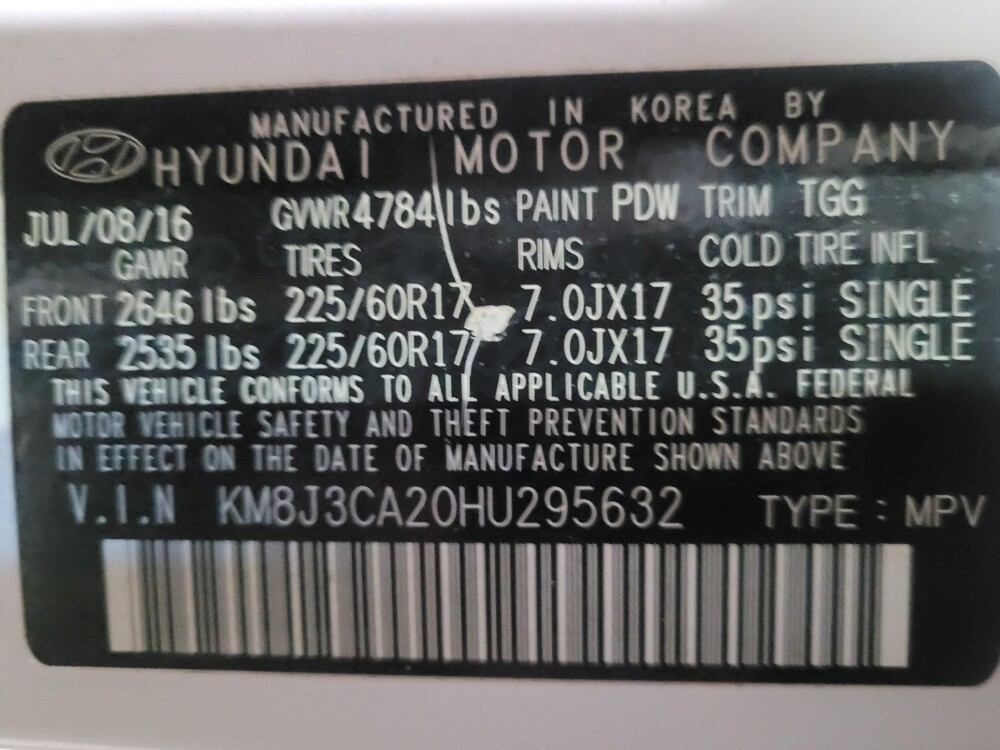 MANUFACTURED IN KOREA BY
HYUNDAI MOTOR COMPANY
JUL/08/16 GVWR4784lbs PAINT PDW TRIM TGG
GAWR TIRES RIMS COLD TIRE INFL
FRONT 2646 lbs 225/60R17 7.0JX17 35psi SINGLE
REAR 2535 lbs 225/60R17 7.0JX17 35psi SINGLE
THIS VEHICLE CONFORMS TO ALL APPLICABLE U.S.A. FEDERAL
MOTOR VEHICLE SAFETY AND THEFT PREVENTION STANDARDS
IN EFFECT ON THE DATE OF MANUFACTURE SHOWN ABOVE
V.I.N KM8J3CA20HU295632 TYPE : MPV